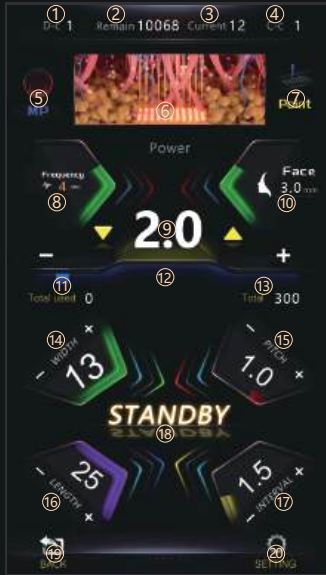 ① ② ③ ④
D-C 1 Remain 10068 Current 12 C-C 1
⑤ MP
⑥
⑦ Point
Power
Frequency
4
⑧
2.0
⑨
Face
3.0 mm
⑩
− +
⑪ ⑫ ⑬
Total used 0 Total 300
⑭ − WIDTH +
13
⑮ − PITCH +
1.0
STANDBY
⑱
25
⑯ − LENGTH +
1.5
⑰ − INTERVAL +
⑲ ⑳
BACK SETTING